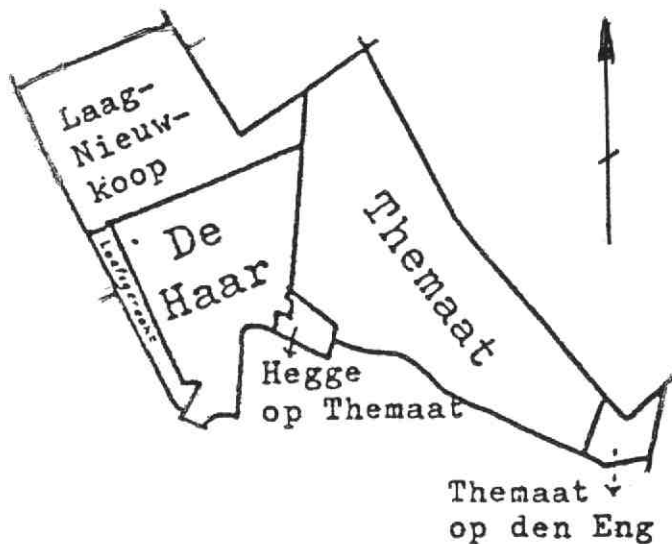 Laag-
Nieuw-
koop
De
Haar
Themaat
Hegge
op Themaat
Themaat
op den Eng